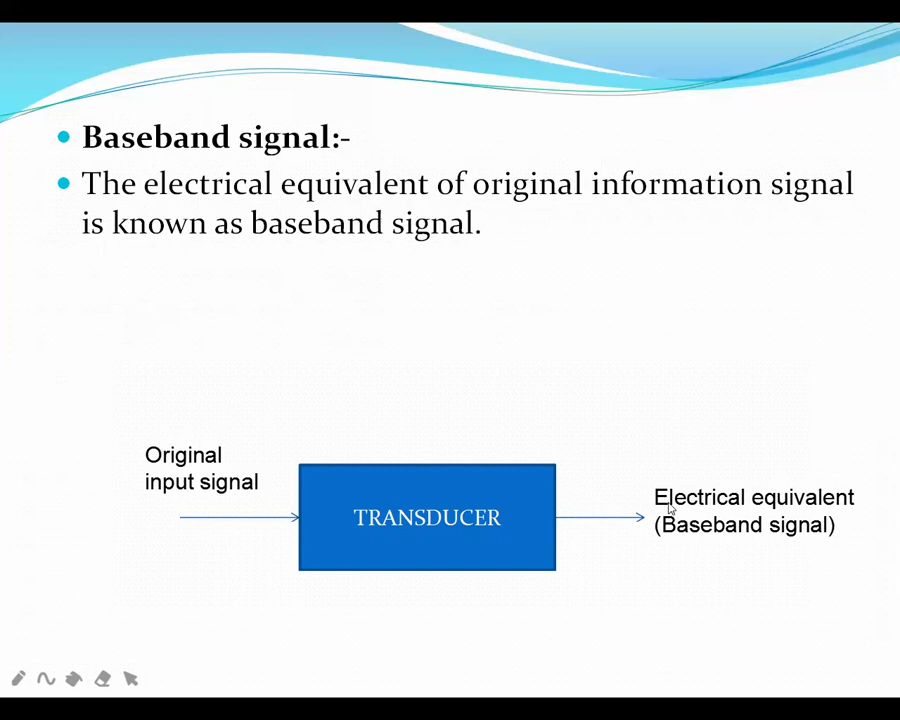 Baseband signal:-
The electrical equivalent of original information signal
is known as baseband signal.
Original
input signal
TRANSDUCER
Electrical equivalent
(Baseband signal)